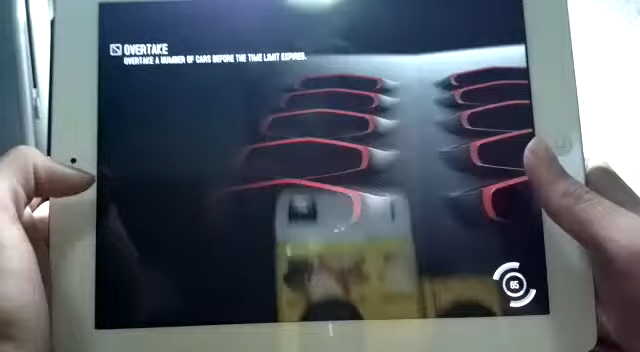 OVERTAKE
OVERTAKE A NUMBER OF CARS BEFORE THE TIME LIMIT EXPIRES.
65